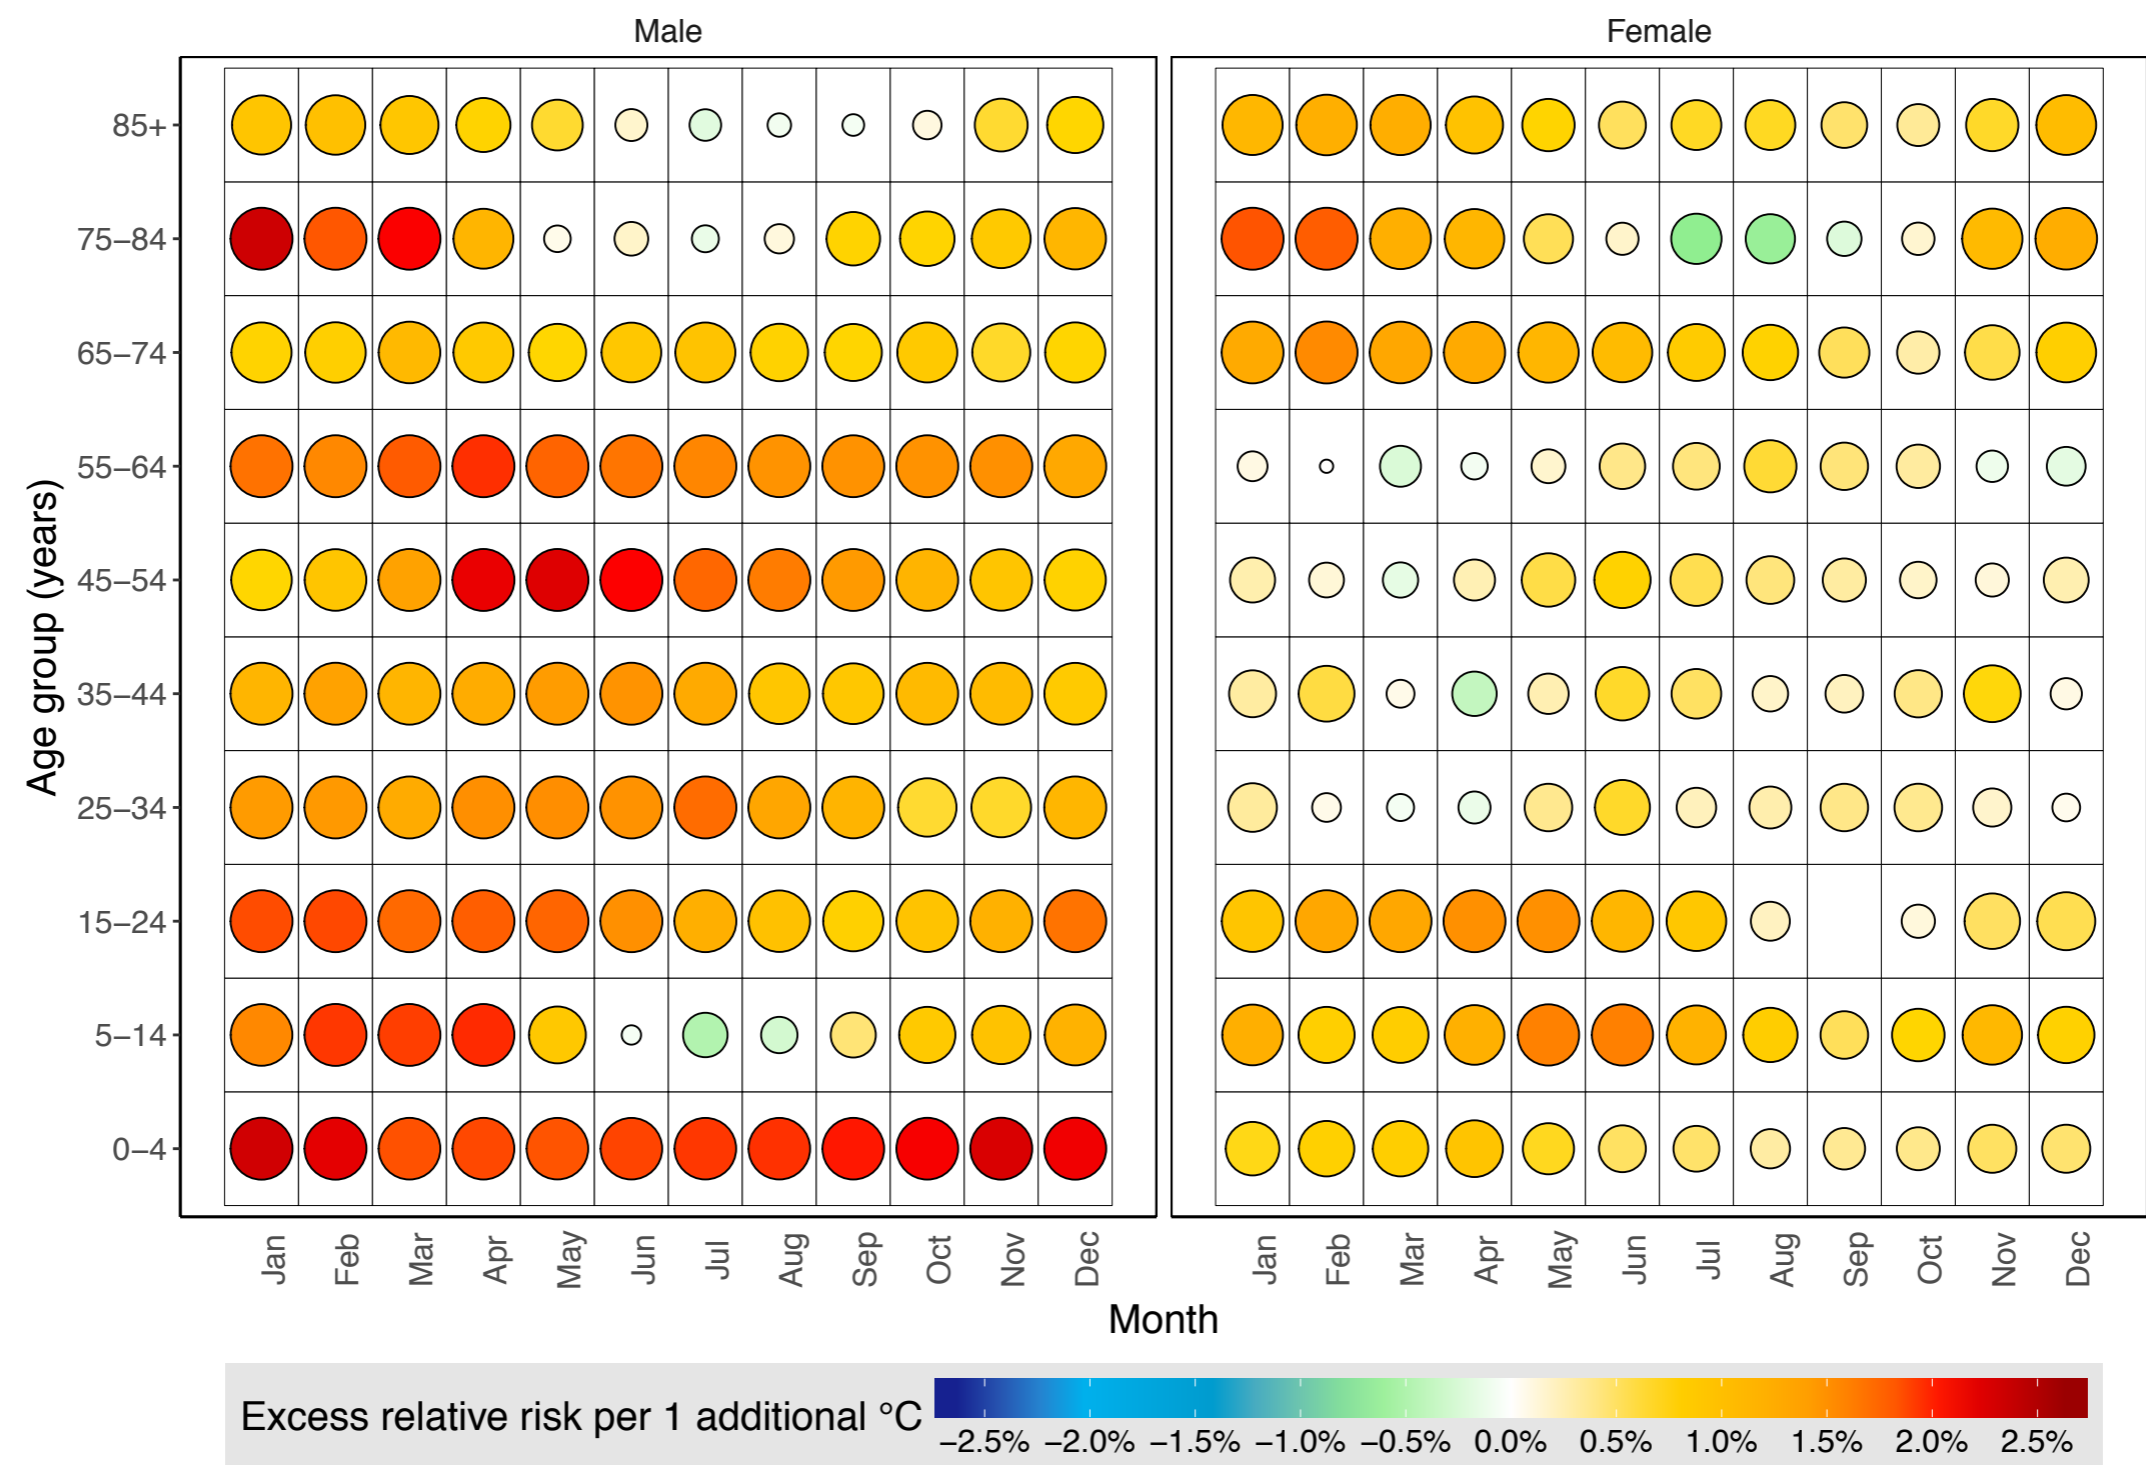 Male Female
Age group (years)
85+
75–84
65–74
55–64
45–54
35–44
25–34
15–24
5–14
0–4
Jan Feb Mar Apr May Jun Jul Aug Sep Oct Nov Dec Jan Feb Mar Apr May Jun Jul Aug Sep Oct Nov Dec
Month
Excess relative risk per 1 additional °C
−2.5% −2.0% −1.5% −1.0% −0.5% 0.0% 0.5% 1.0% 1.5% 2.0% 2.5%